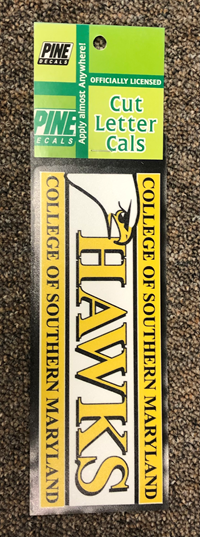 PINE
DECALS
OFFICIALLY LICENSED
Apply almost Anywhere!
PINE
DECALS
Cut
Letter
Cals
COLLEGE OF SOUTHERN MARYLAND
HAWKS
COLLEGE OF SOUTHERN MARYLAND